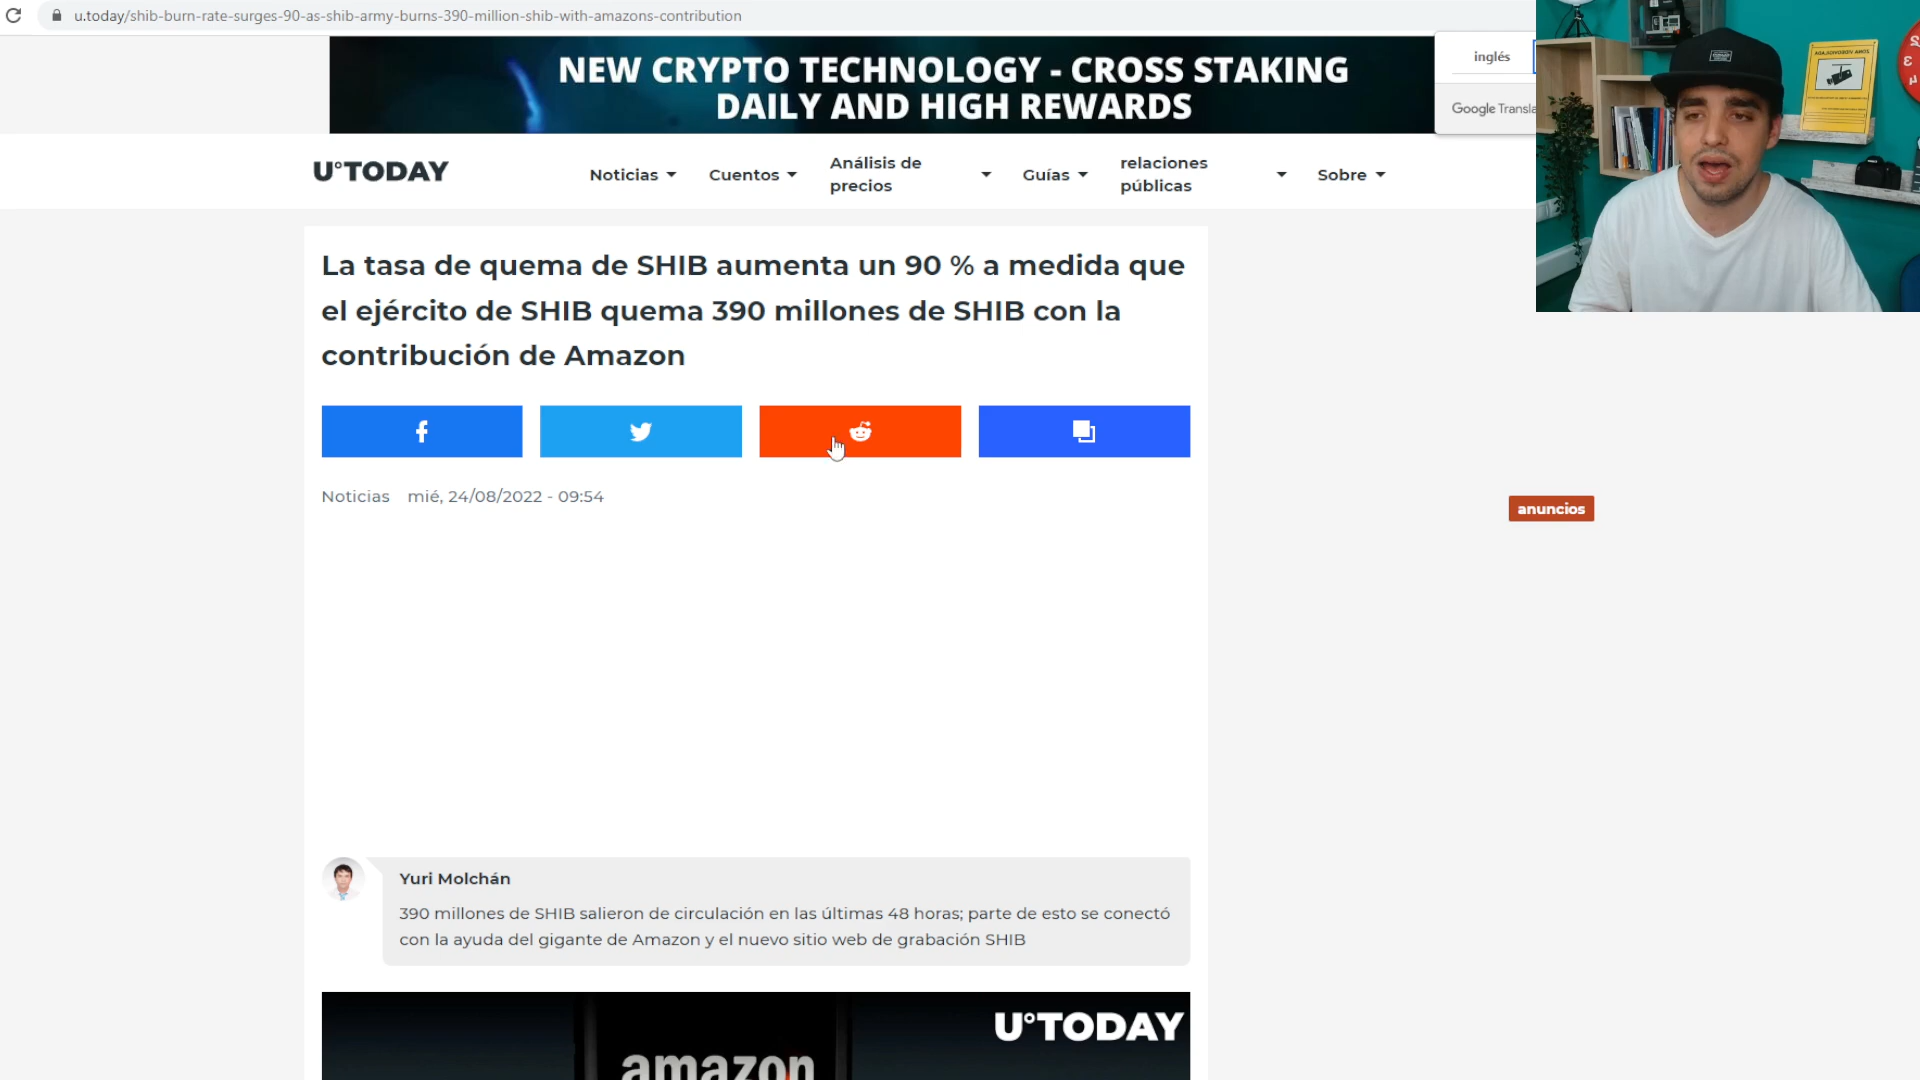 u.today/shib-burn-rate-surges-90-as-shib-army-burns-390-million-shib-with-amazons-contribution
NEW CRYPTO TECHNOLOGY - CROSS STAKING
DAILY AND HIGH REWARDS
inglés
Google Transla
U°TODAY
Noticias
Cuentos
Análisis de
precios
Guías
relaciones
públicas
Sobre
La tasa de quema de SHIB aumenta un 90 % a medida que
el ejército de SHIB quema 390 millones de SHIB con la
contribución de Amazon
Noticias mié, 24/08/2022 - 09:54
anuncios
Yuri Molchán
390 millones de SHIB salieron de circulación en las últimas 48 horas; parte de esto se conectó
con la ayuda del gigante de Amazon y el nuevo sitio web de grabación SHIB
U°TODAY
amazon